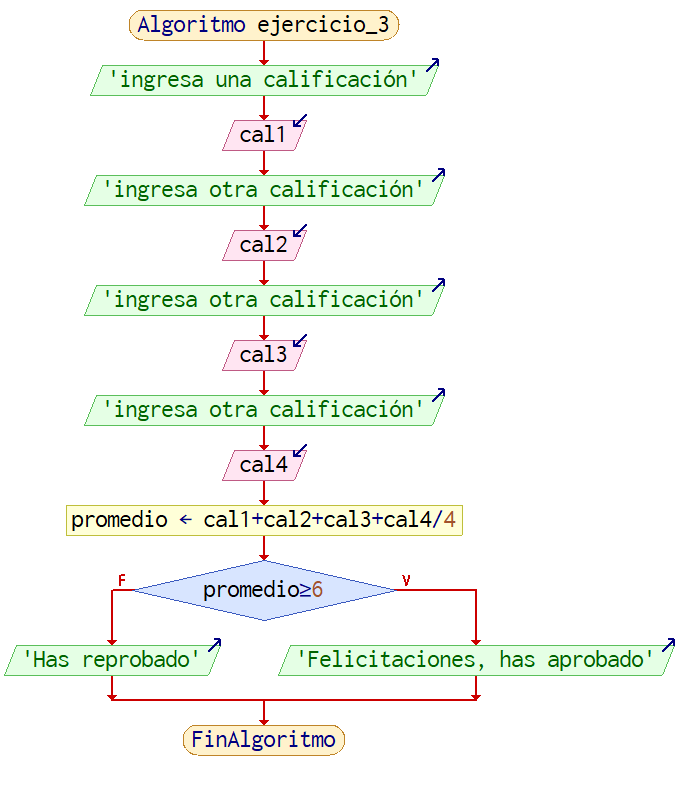 Algoritmo ejercicio_3
'ingresa una calificación'
cal1
'ingresa otra calificación'
cal2
'ingresa otra calificación'
cal3
'ingresa otra calificación'
cal4
promedio ← cal1+cal2+cal3+cal4/4
promedio≥6
F
V
'Has reprobado'
'Felicitaciones, has aprobado'
FinAlgoritmo